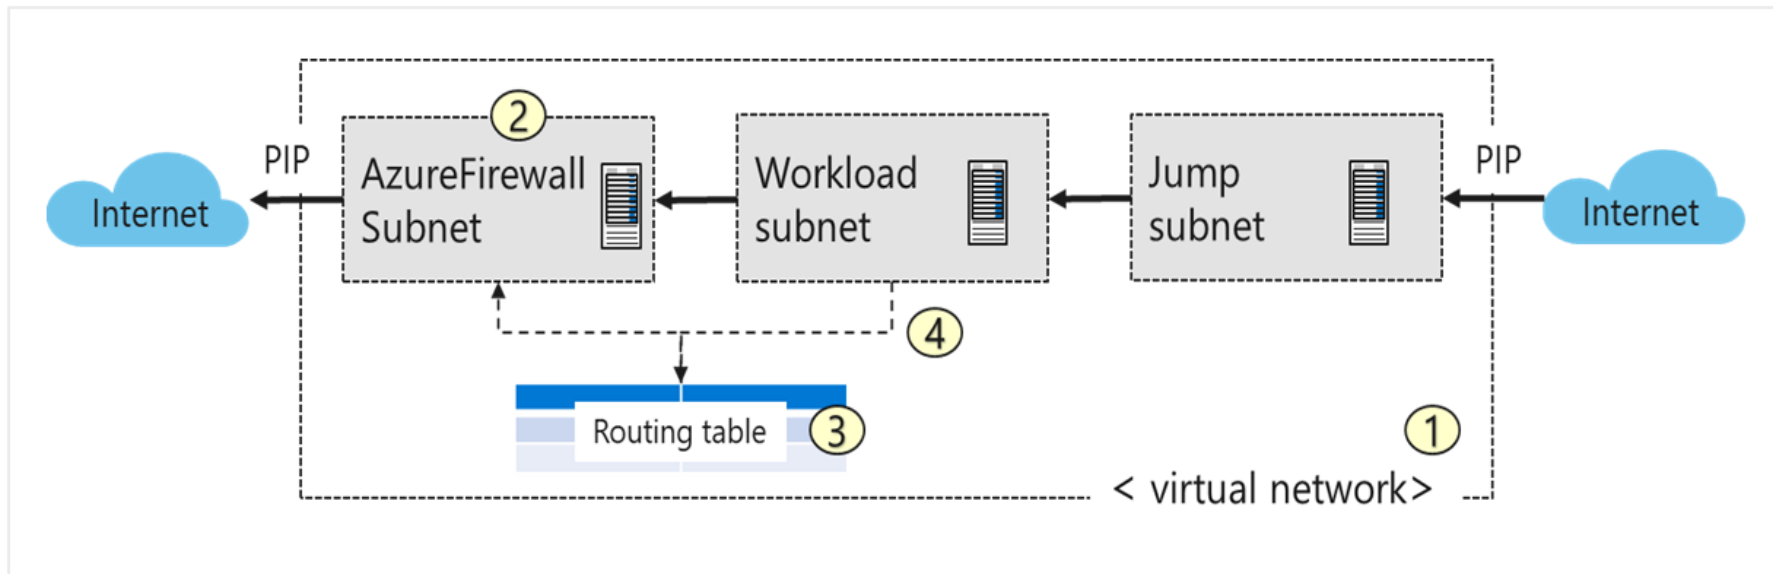 2
PIP
AzureFirewall
Subnet
Workload
subnet
Jump
subnet
PIP
Internet
Internet
4
Routing table
3
1
< virtual network>